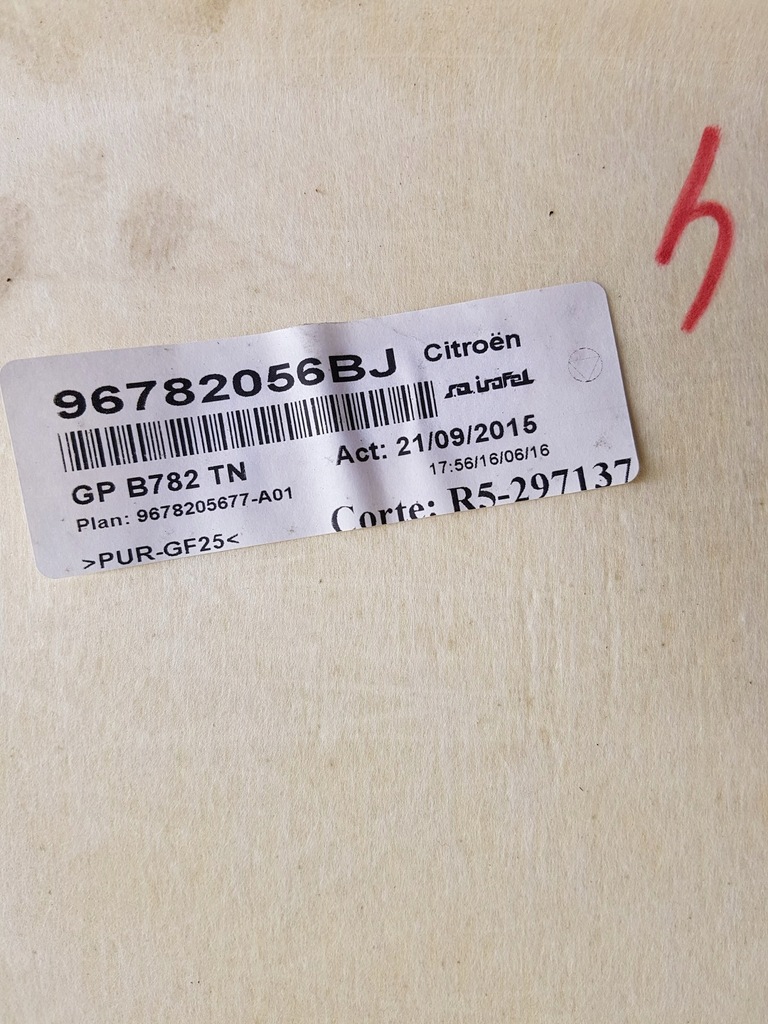 96782056BJ Citroën
GP B782 TN
Act: 21/09/2015
17:56/16/06/16
Plan: 9678205677-A01
Corte: R5-297137
>PUR-GF25<